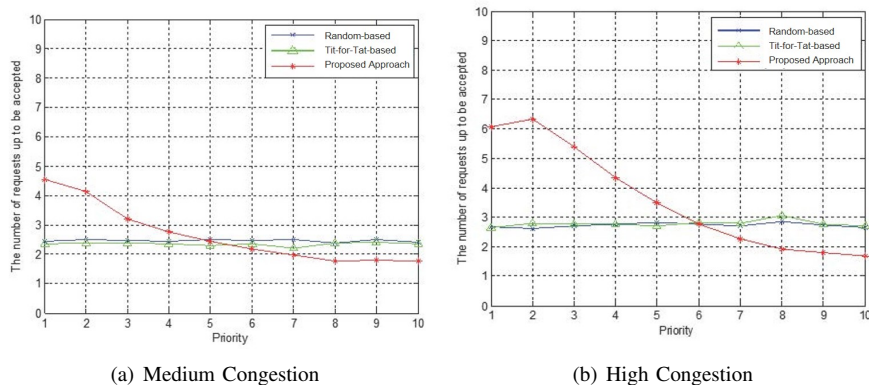 The number of requests up to be accepted
10
9
8
7
6
5
4
3
2
1
0
Random-based
Tit-for-Tat-based
Proposed Approach
1 2 3 4 5 6 7 8 9 10
Priority
(a) Medium Congestion
The number of requests up to be accepted
10
9
8
7
6
5
4
3
2
1
0
Random-based
Tit-for-Tat-based
Proposed Approach
1 2 3 4 5 6 7 8 9 10
Priority
(b) High Congestion